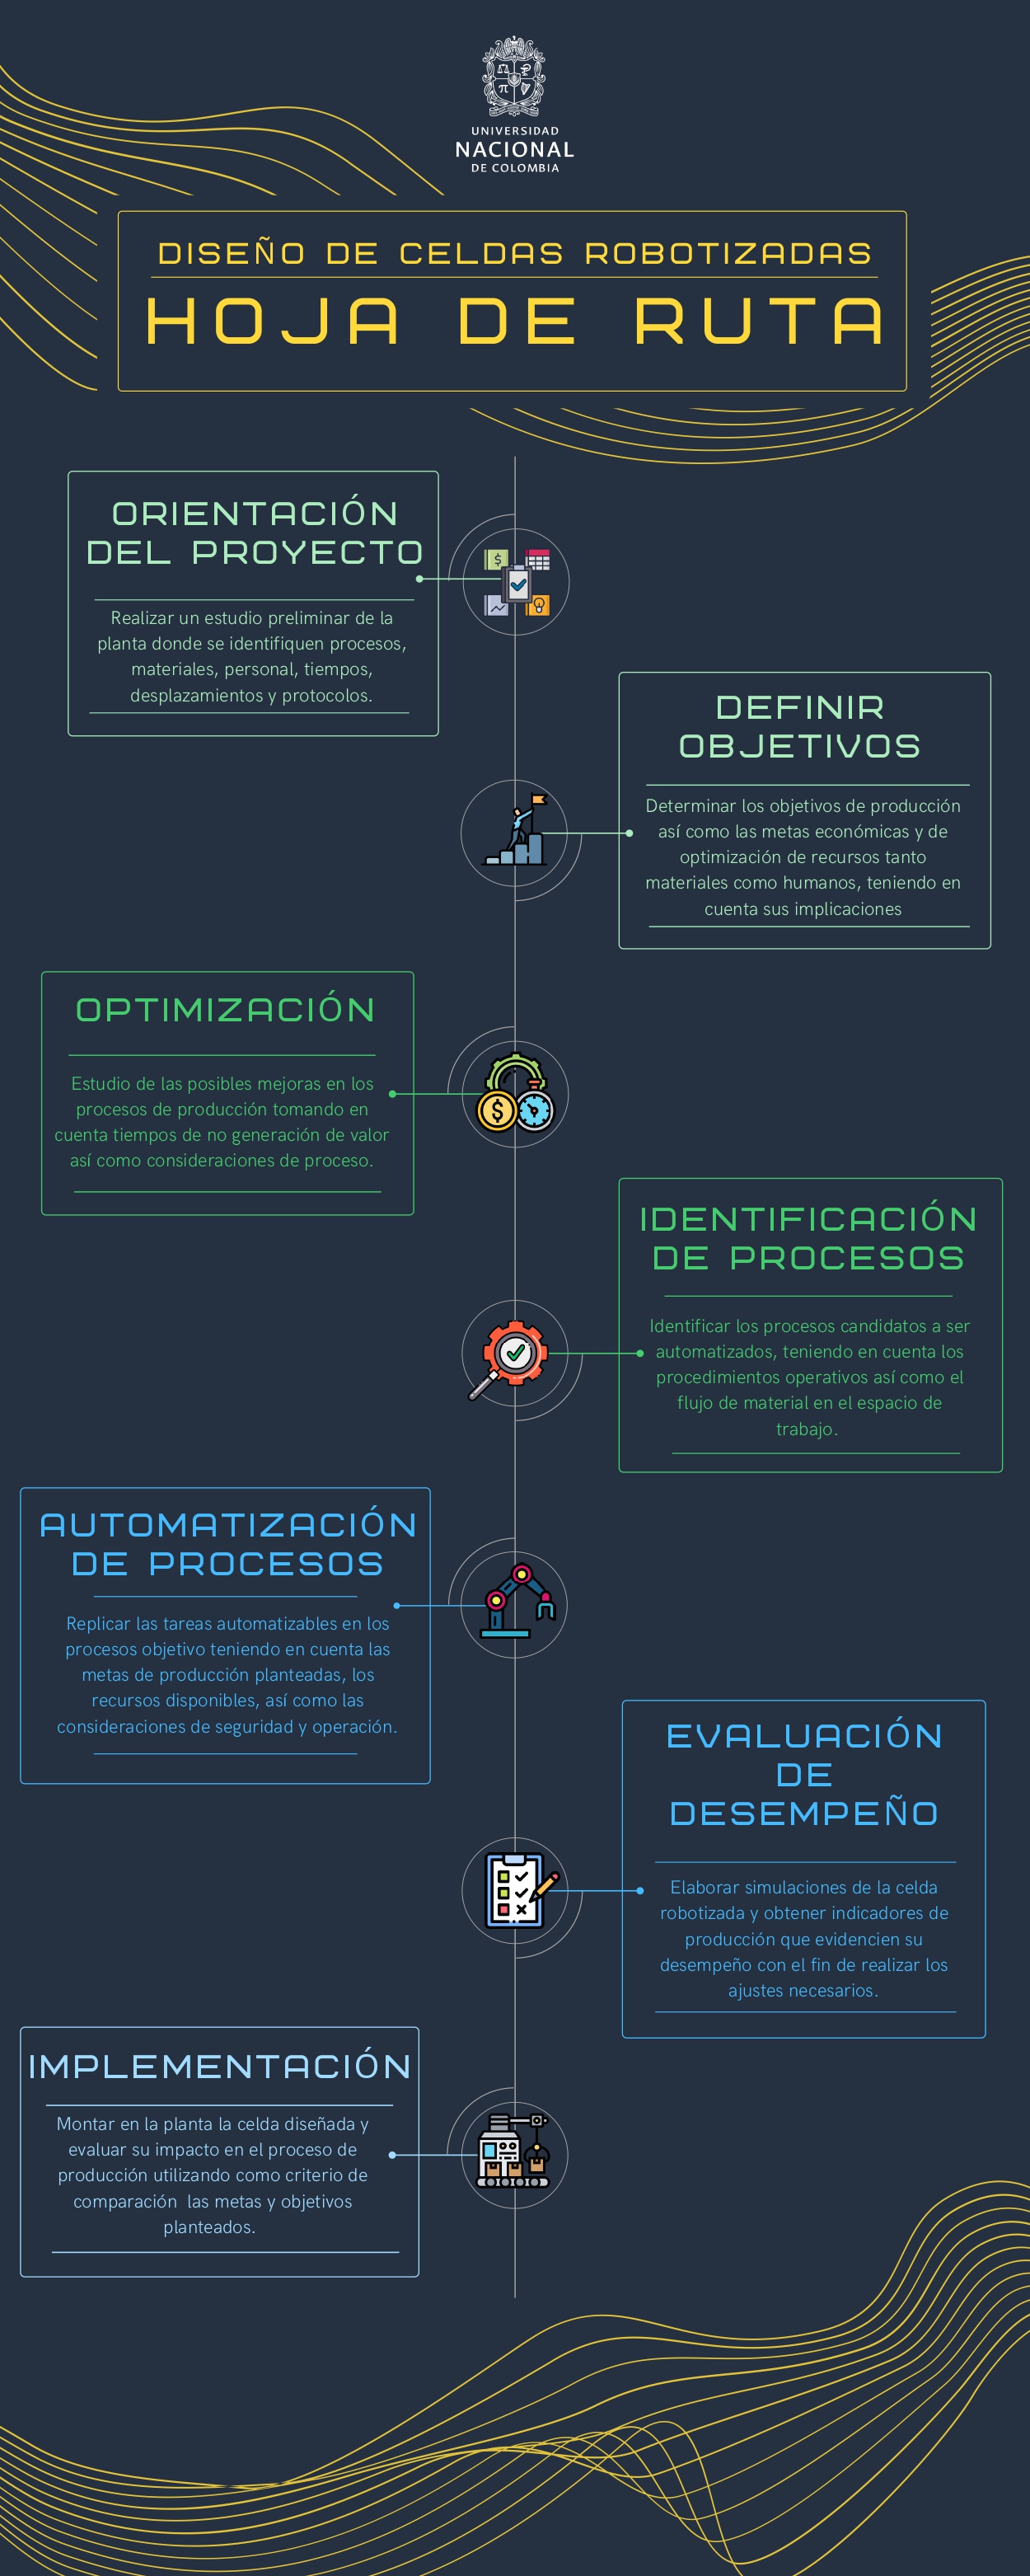 UNIVERSIDAD
NACIONAL
DE COLOMBIA
DISEÑO DE CELDAS ROBOTIZADAS
HOJA DE RUTA
ORIENTACIÓN
DEL PROYECTO
Realizar un estudio preliminar de la
planta donde se identifiquen procesos,
materiales, personal, tiempos,
desplazamientos y protocolos.
DEFINIR
OBJETIVOS
Determinar los objetivos de producción
así como las metas económicas y de
optimización de recursos tanto
materiales como humanos, teniendo en
cuenta sus implicaciones
OPTIMIZACIÓN
Estudio de las posibles mejoras en los
procesos de producción tomando en
cuenta tiempos de no generación de valor
así como consideraciones de proceso.
IDENTIFICACIÓN
DE PROCESOS
Identificar los procesos candidatos a ser
automatizados, teniendo en cuenta los
procedimientos operativos así como el
flujo de material en el espacio de
trabajo.
AUTOMATIZACIÓN
DE PROCESOS
Replicar las tareas automatizables en los
procesos objetivo teniendo en cuenta las
metas de producción planteadas, los
recursos disponibles, así como las
consideraciones de seguridad y operación.
EVALUACIÓN
DE
DESEMPEÑO
Elaborar simulaciones de la celda
robotizada y obtener indicadores de
producción que evidencien su
desempeño con el fin de realizar los
ajustes necesarios.
IMPLEMENTACIÓN
Montar en la planta la celda diseñada y
evaluar su impacto en el proceso de
producción utilizando como criterio de
comparación  las metas y objetivos
planteados.